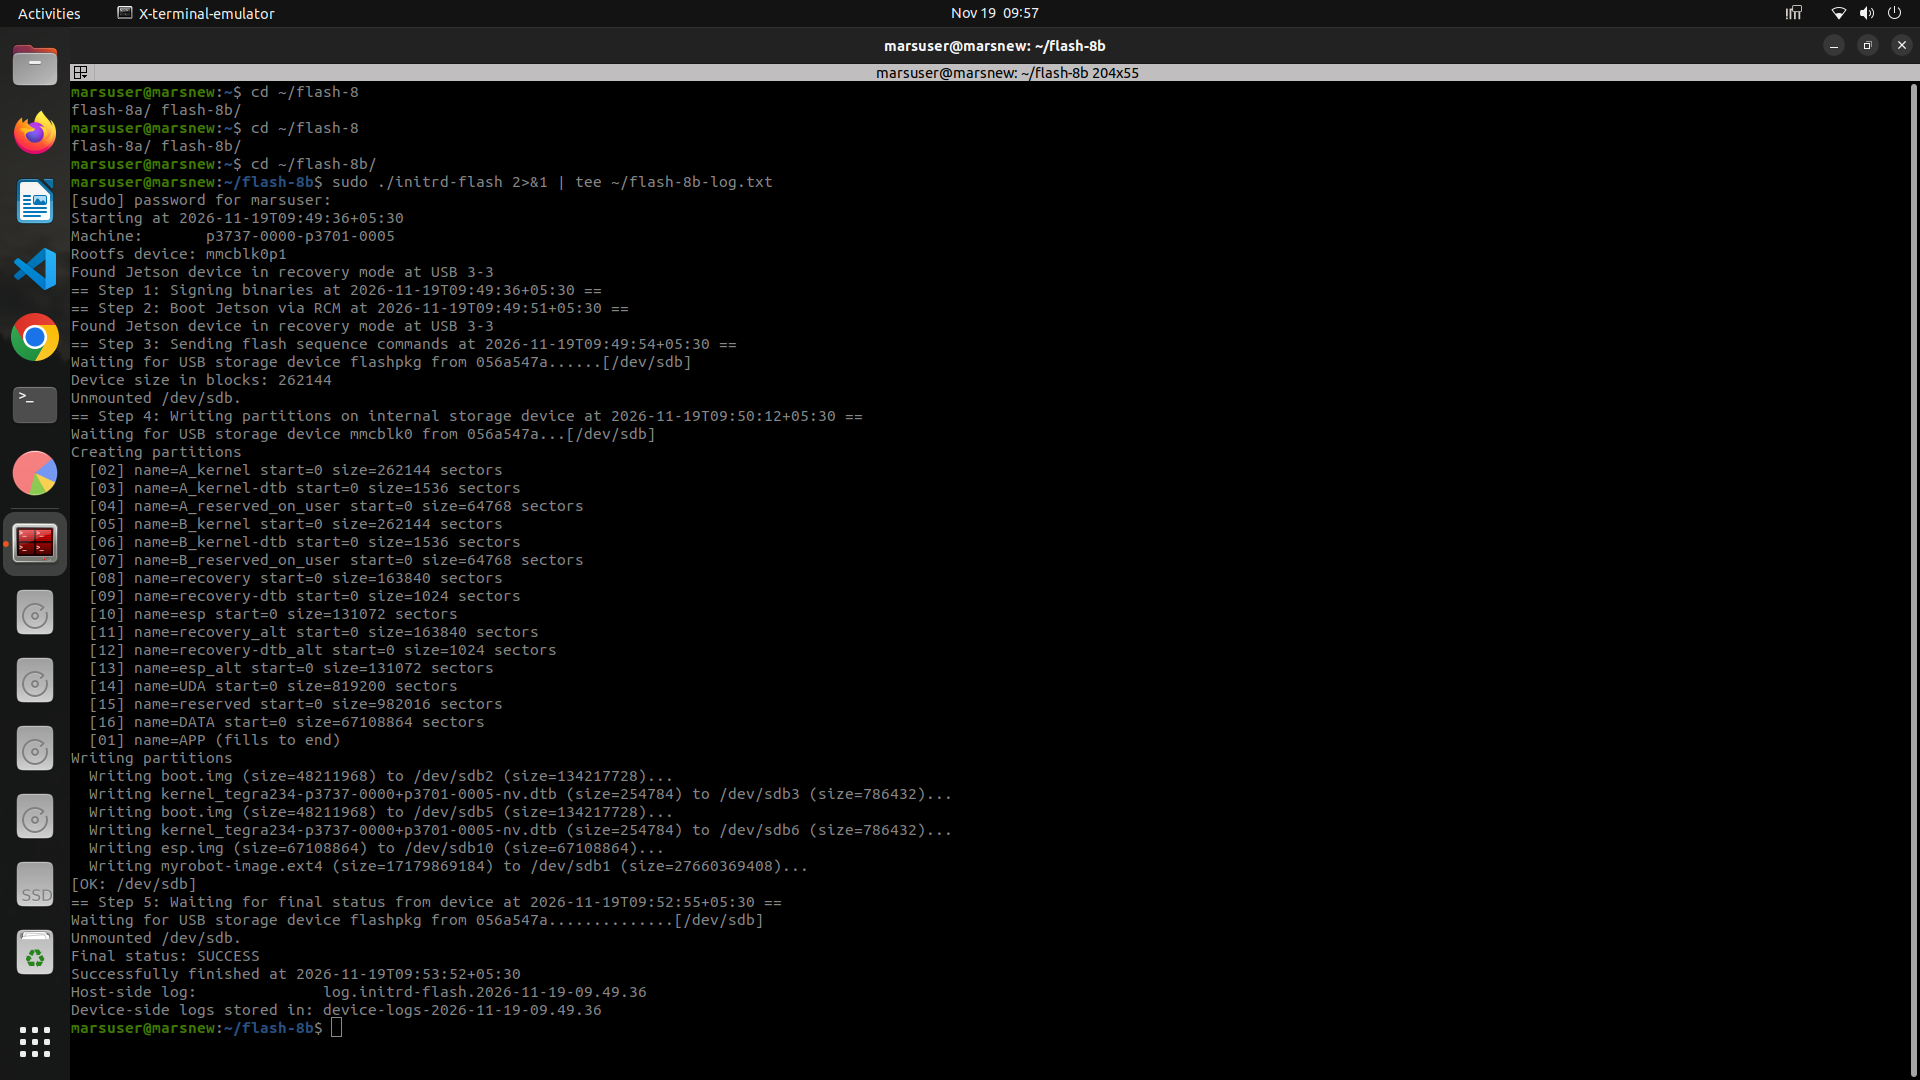 Activities
X-terminal-emulator
Nov 19 09:57
marsuser@marsnew: ~/flash-8b
marsuser@marsnew: ~/flash-8b 204x55
marsuser@marsnew:~$ cd ~/flash-8
flash-8a/ flash-8b/
marsuser@marsnew:~$ cd ~/flash-8
flash-8a/ flash-8b/
marsuser@marsnew:~$ cd ~/flash-8b/
marsuser@marsnew:~/flash-8b$ sudo ./initrd-flash 2>&1 | tee ~/flash-8b-log.txt
[sudo] password for marsuser:
Starting at 2026-11-19T09:49:36+05:30
Machine:       p3737-0000-p3701-0005
Rootfs device: mmcblk0p1
Found Jetson device in recovery mode at USB 3-3
== Step 1: Signing binaries at 2026-11-19T09:49:36+05:30 ==
== Step 2: Boot Jetson via RCM at 2026-11-19T09:49:51+05:30 ==
Found Jetson device in recovery mode at USB 3-3
== Step 3: Sending flash sequence commands at 2026-11-19T09:49:54+05:30 ==
Waiting for USB storage device flashpkg from 056a547a......[/dev/sdb]
Device size in blocks: 262144
Unmounted /dev/sdb.
== Step 4: Writing partitions on internal storage device at 2026-11-19T09:50:12+05:30 ==
Waiting for USB storage device mmcblk0 from 056a547a...[/dev/sdb]
Creating partitions
  [02] name=A_kernel start=0 size=262144 sectors
  [03] name=A_kernel-dtb start=0 size=1536 sectors
  [04] name=A_reserved_on_user start=0 size=64768 sectors
  [05] name=B_kernel start=0 size=262144 sectors
  [06] name=B_kernel-dtb start=0 size=1536 sectors
  [07] name=B_reserved_on_user start=0 size=64768 sectors
  [08] name=recovery start=0 size=163840 sectors
  [09] name=recovery-dtb start=0 size=1024 sectors
  [10] name=esp start=0 size=131072 sectors
  [11] name=recovery_alt start=0 size=163840 sectors
  [12] name=recovery-dtb_alt start=0 size=1024 sectors
  [13] name=esp_alt start=0 size=131072 sectors
  [14] name=UDA start=0 size=819200 sectors
  [15] name=reserved start=0 size=982016 sectors
  [16] name=DATA start=0 size=67108864 sectors
  [01] name=APP (fills to end)
Writing partitions
  Writing boot.img (size=48211968) to /dev/sdb2 (size=134217728)...
  Writing kernel_tegra234-p3737-0000+p3701-0005-nv.dtb (size=254784) to /dev/sdb3 (size=786432)...
  Writing boot.img (size=48211968) to /dev/sdb5 (size=134217728)...
  Writing kernel_tegra234-p3737-0000+p3701-0005-nv.dtb (size=254784) to /dev/sdb6 (size=786432)...
  Writing esp.img (size=67108864) to /dev/sdb10 (size=67108864)...
  Writing myrobot-image.ext4 (size=17179869184) to /dev/sdb1 (size=27660369408)...
[OK: /dev/sdb]
== Step 5: Waiting for final status from device at 2026-11-19T09:52:55+05:30 ==
Waiting for USB storage device flashpkg from 056a547a..............[/dev/sdb]
Unmounted /dev/sdb.
Final status: SUCCESS
Successfully finished at 2026-11-19T09:53:52+05:30
Host-side log:              log.initrd-flash.2026-11-19-09.49.36
Device-side logs stored in: device-logs-2026-11-19-09.49.36
marsuser@marsnew:~/flash-8b$
SSD